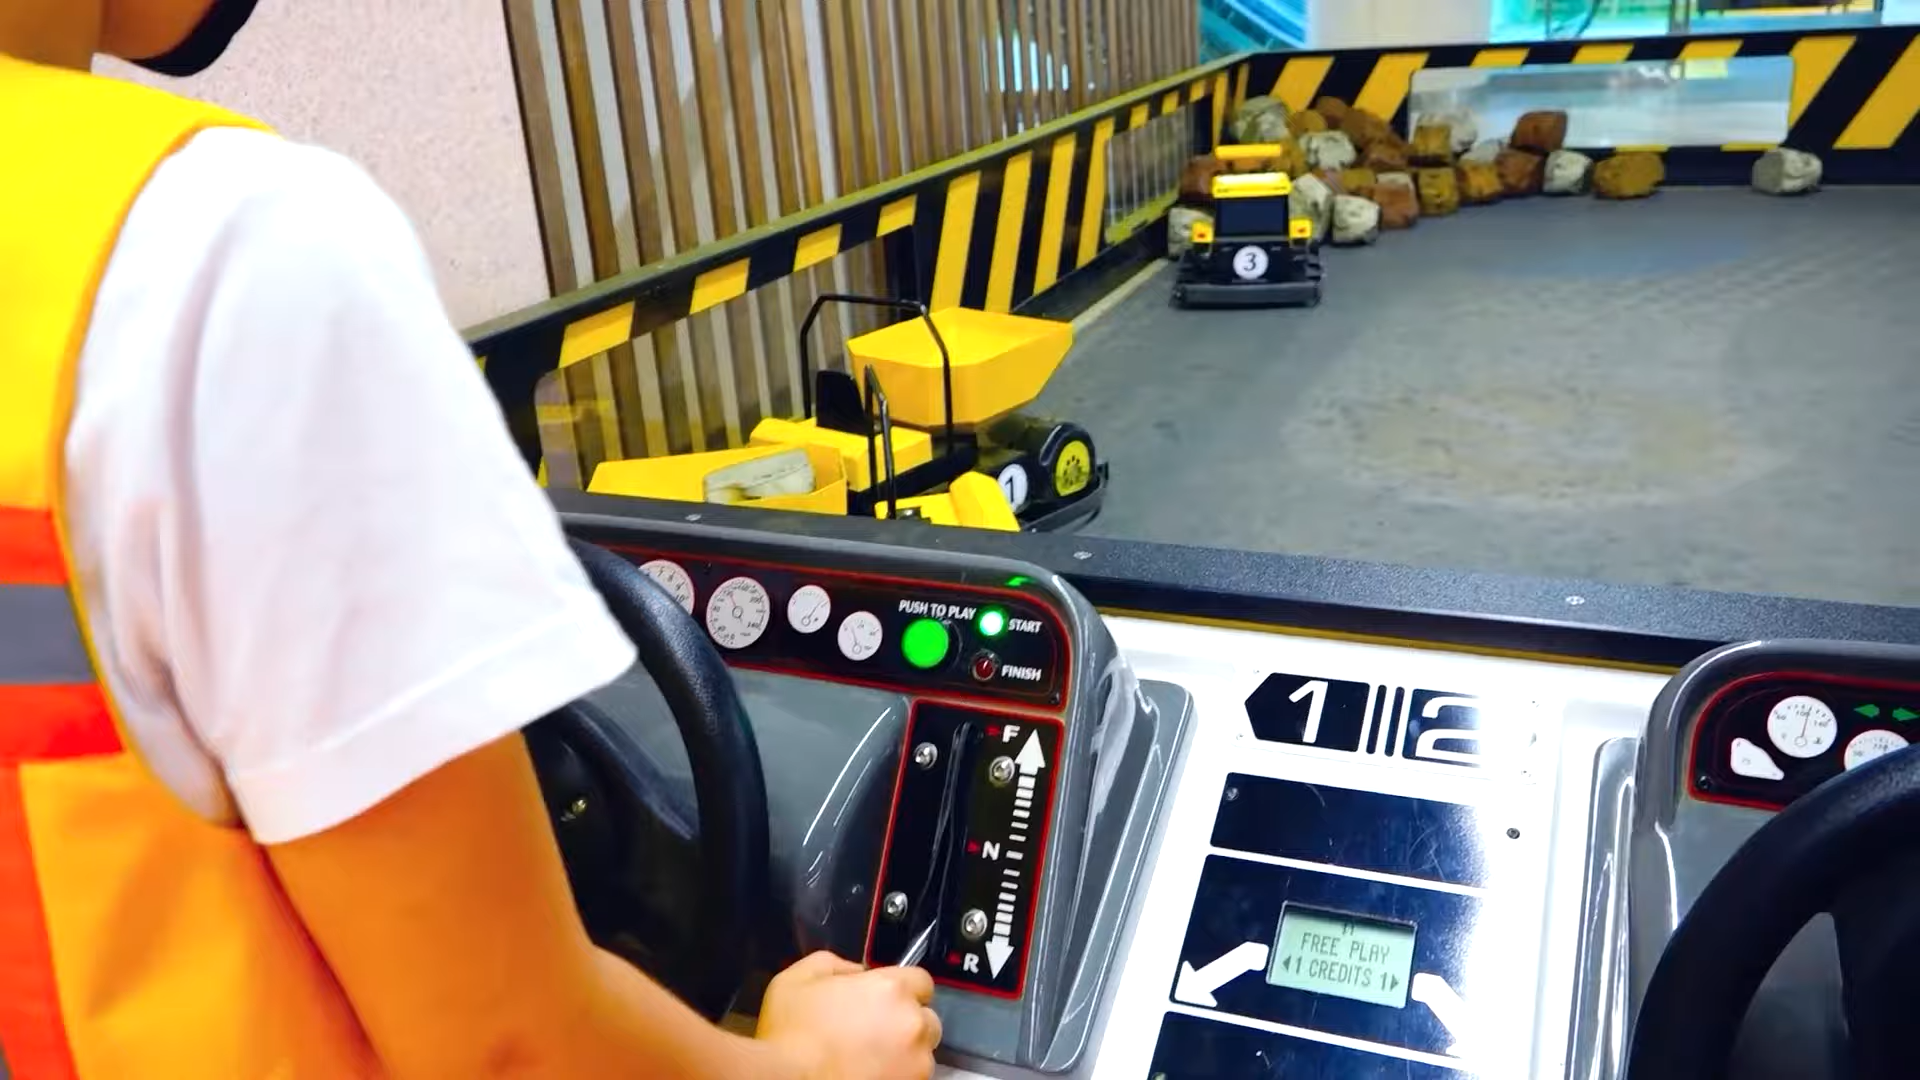 3
1
PUSH TO PLAY
START
FINISH
F
N
R
1 2
FREE PLAY
1 CREDITS 1